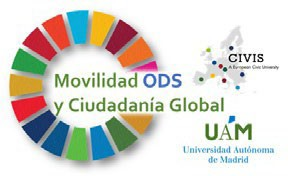 Movilidad ODS
y Ciudadanía Global
CIVIS
A European Civic University
UAM
Universidad Autónoma
de Madrid